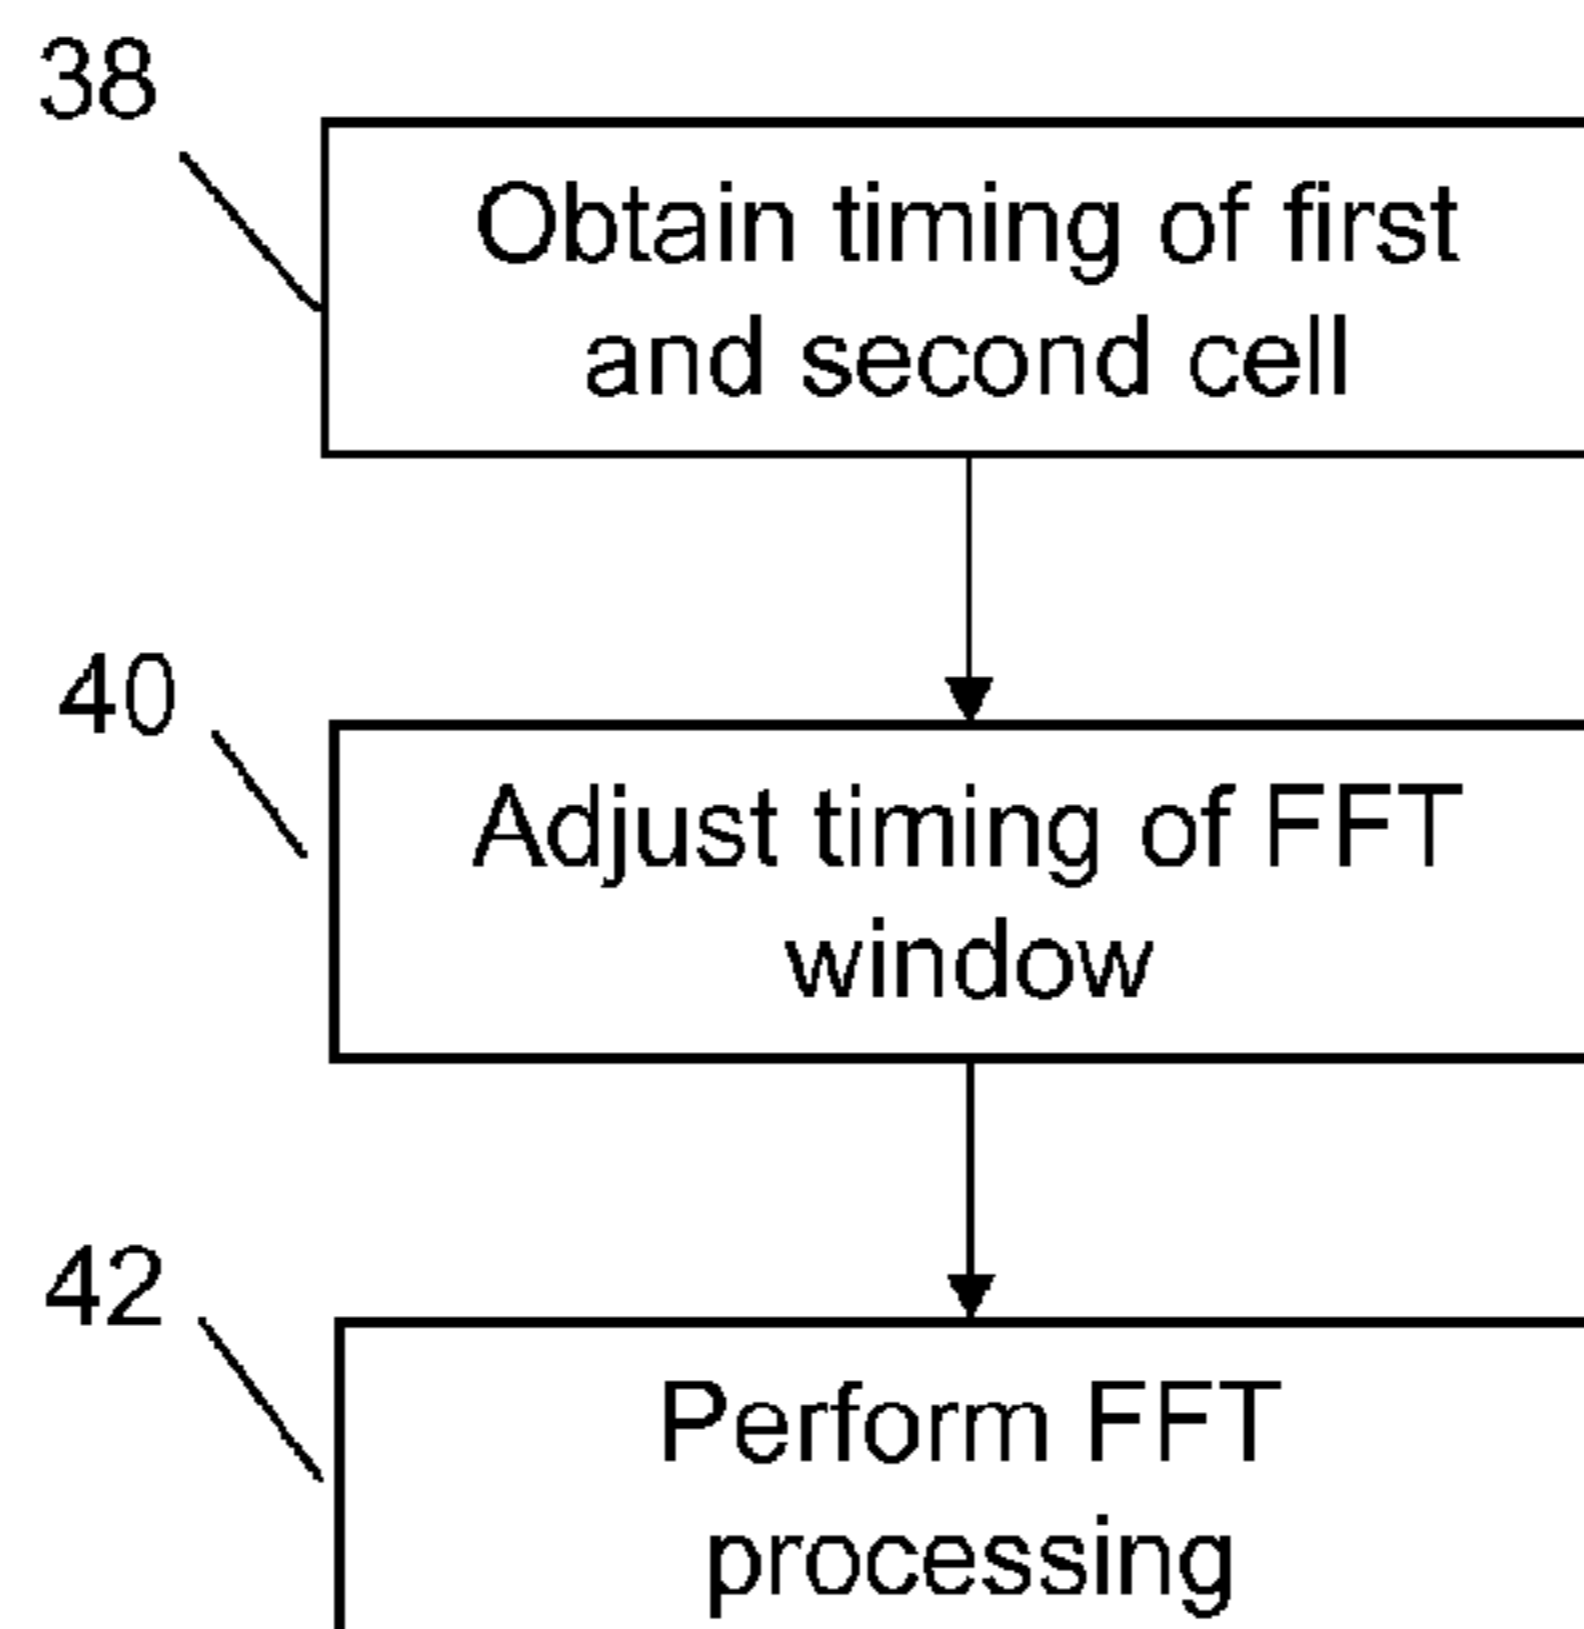 38
Obtain timing of first
and second cell
40
Adjust timing of FFT
window
42
Perform FFT
processing